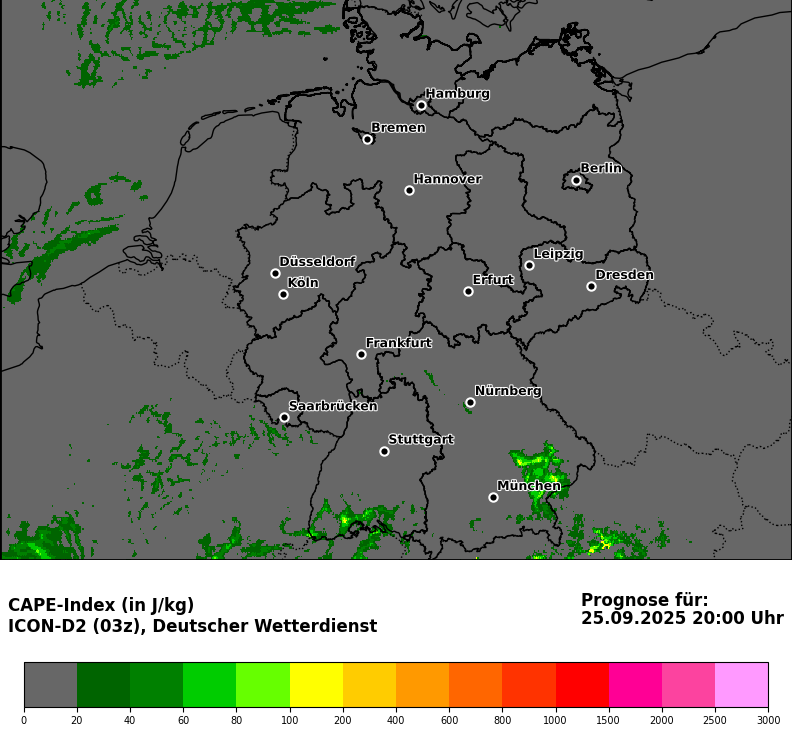 Hamburg
Bremen
Berlin
Hannover
Leipzig
Düsseldorf
Dresden
Erfurt
Köln
Frankfurt
Nürnberg
Saarbrücken
Stuttgart
München
CAPE-Index (in J/kg)
ICON-D2 (03z), Deutscher Wetterdienst
Prognose für:
25.09.2025 20:00 Uhr
0 20 40 60 80 100 200 400 600 800 1000 1500 2000 2500 3000